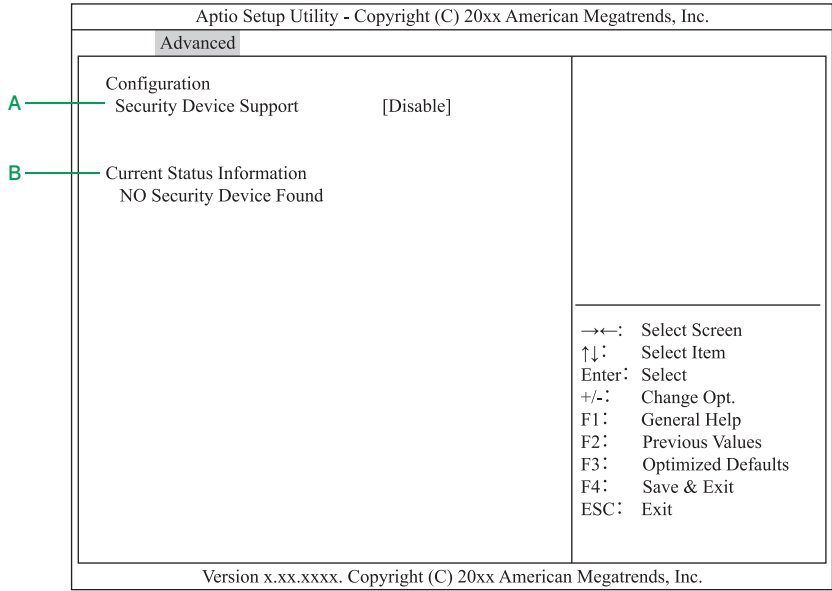 Aptio Setup Utility - Copyright (C) 20xx American Megatrends, Inc.
Advanced
Configuration
A Security Device Support [Disable]
B Current Status Information
NO Security Device Found
→←: Select Screen
↑↓: Select Item
Enter: Select
+/-: Change Opt.
F1: General Help
F2: Previous Values
F3: Optimized Defaults
F4: Save & Exit
ESC: Exit
Version x.xx.xxxx. Copyright (C) 20xx American Megatrends, Inc.